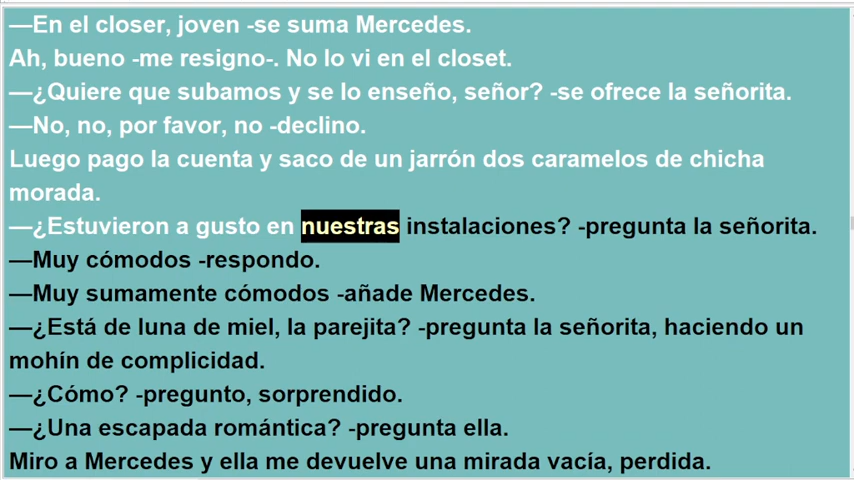 —En el closer, joven -se suma Mercedes.
Ah, bueno -me resigno-. No lo vi en el closet.
—¿Quiere que subamos y se lo enseño, señor? -se ofrece la señorita.
—No, no, por favor, no -declino.
Luego pago la cuenta y saco de un jarrón dos caramelos de chicha
morada.
—¿Estuvieron a gusto en nuestras instalaciones? -pregunta la señorita.
—Muy cómodos -respondo.
—Muy sumamente cómodos -añade Mercedes.
—¿Está de luna de miel, la parejita? -pregunta la señorita, haciendo un
mohín de complicidad.
—¿Cómo? -pregunto, sorprendido.
—¿Una escapada romántica? -pregunta ella.
Miro a Mercedes y ella me devuelve una mirada vacía, perdida.